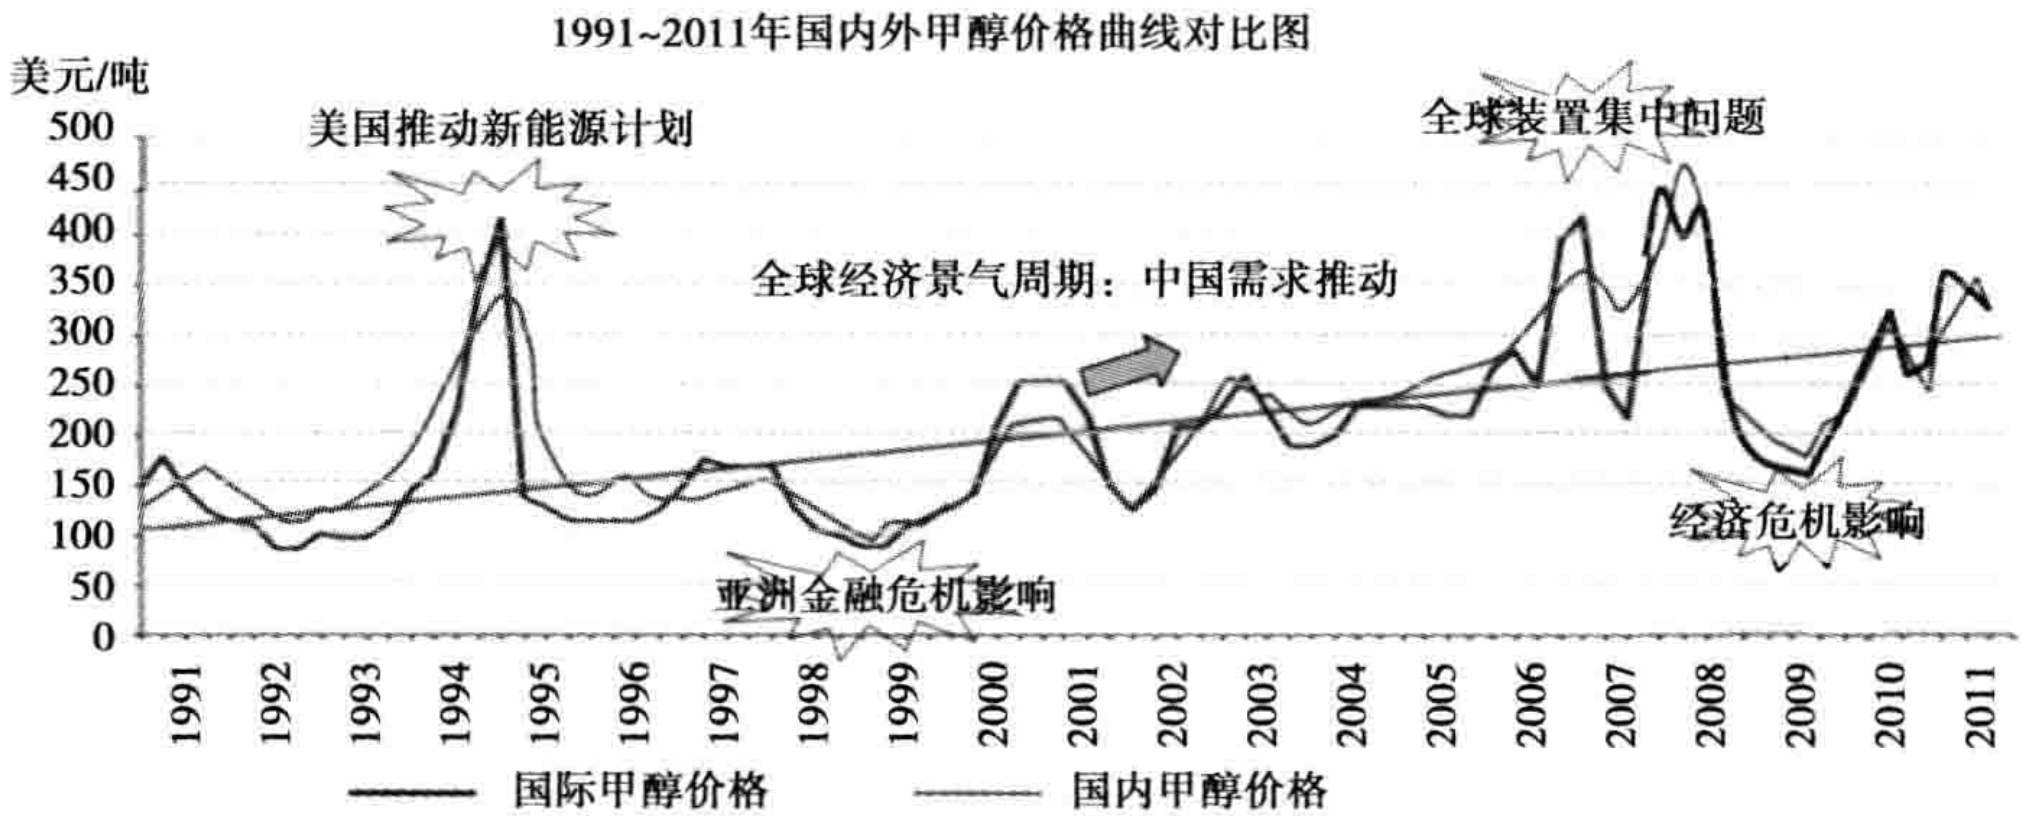 1991~2011年国内外甲醇价格曲线对比图
美元/吨
500
450
400
350
300
250
200
150
100
50
0
美国推动新能源计划
全球装置集中问题
全球经济景气周期：中国需求推动
亚洲金融危机影响
经济危机影响
1991 1992 1993 1994 1995 1996 1997 1998 1999 2000 2001 2002 2003 2004 2005 2006 2007 2008 2009 2010 2011
国际甲醇价格 国内甲醇价格